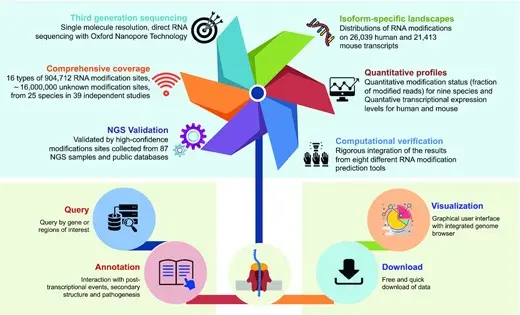 Third generation sequencing
Single molecule resolution, direct RNA
sequencing with Oxford Nanopore Technology
Comprehensive coverage
16 types of 904,712 RNA modification sites,
~ 16,000,000 unknown modification sites,
from 25 species in 39 independent studies
NGS Validation
Validated by high-confidence
modifications sites collected from 87
NGS samples and public databases
Isoform-specific landscapes
Distributions of RNA modifications
on 26,039 human and 21,413
mouse transcripts
Quantitative profiles
Quantitative modification status (fraction
of modified reads) for nine species and
Quantative transcriptional expression
levels for human and mouse
Computational verification
Rigorous integration of the results
from eight different RNA modification
prediction tools
Query
Query by gene or
regions of interest
Annotation
Interaction with post-
transcriptional events, secondary
structure and pathogenesis
Visualization
Graphical user interface
with integrated genome
browser
Download
Free and quick
download of data